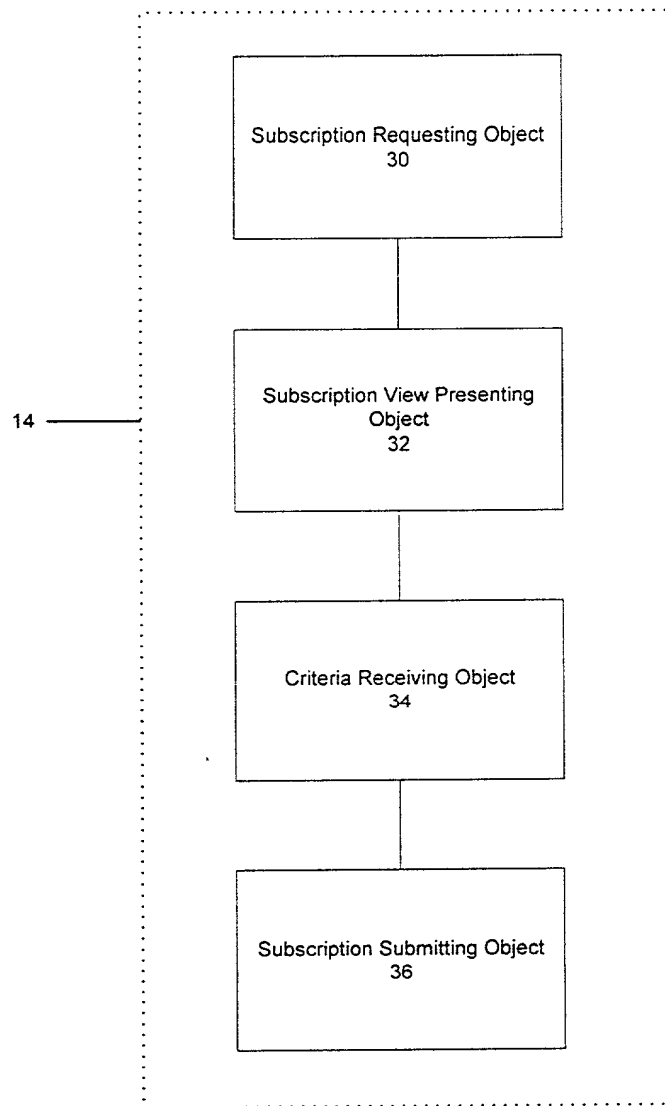 Subscription Requesting Object
30
Subscription View Presenting
Object
32
14
Criteria Receiving Object
34
Subscription Submitting Object
36